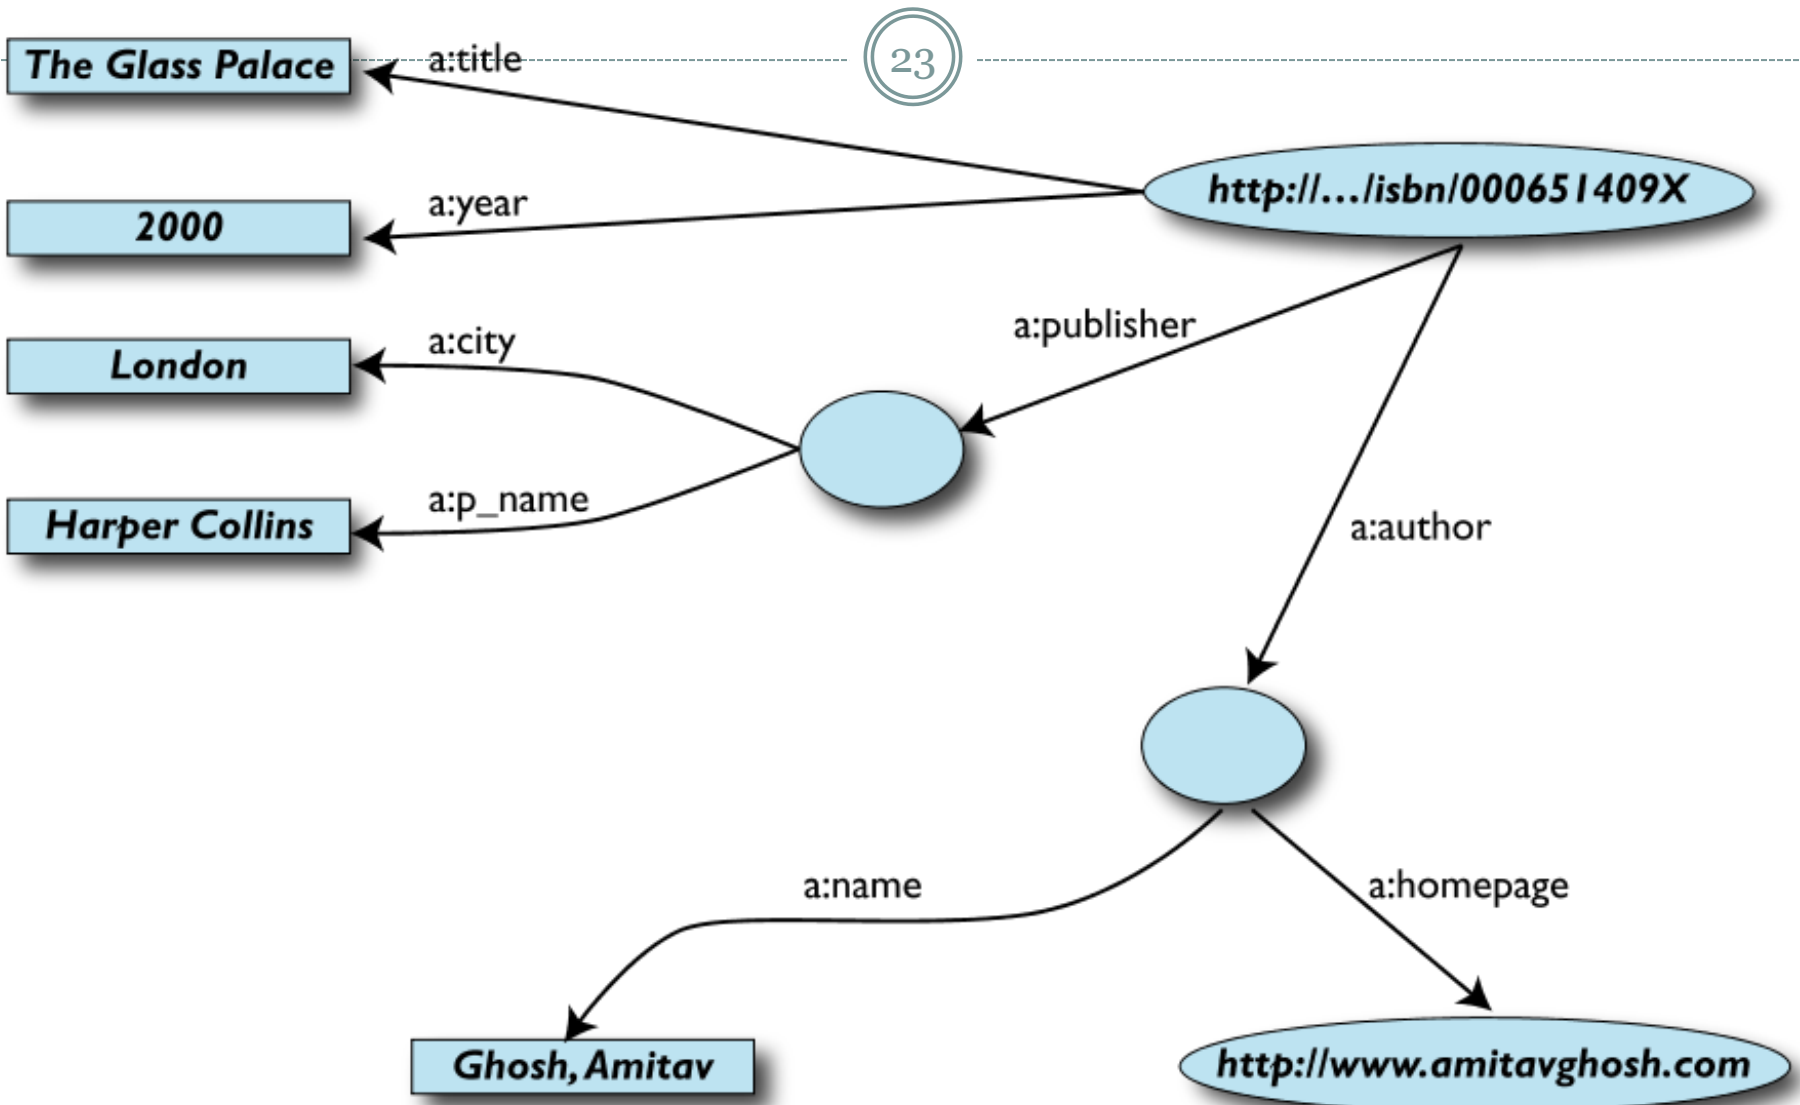 23
The Glass Palace
a:title
http://.../isbn/000651409X
2000
a:year
a:publisher
London
a:city
Harper Collins
a:p_name
a:author
a:name
a:homepage
Ghosh, Amitav
http://www.amitavghosh.com